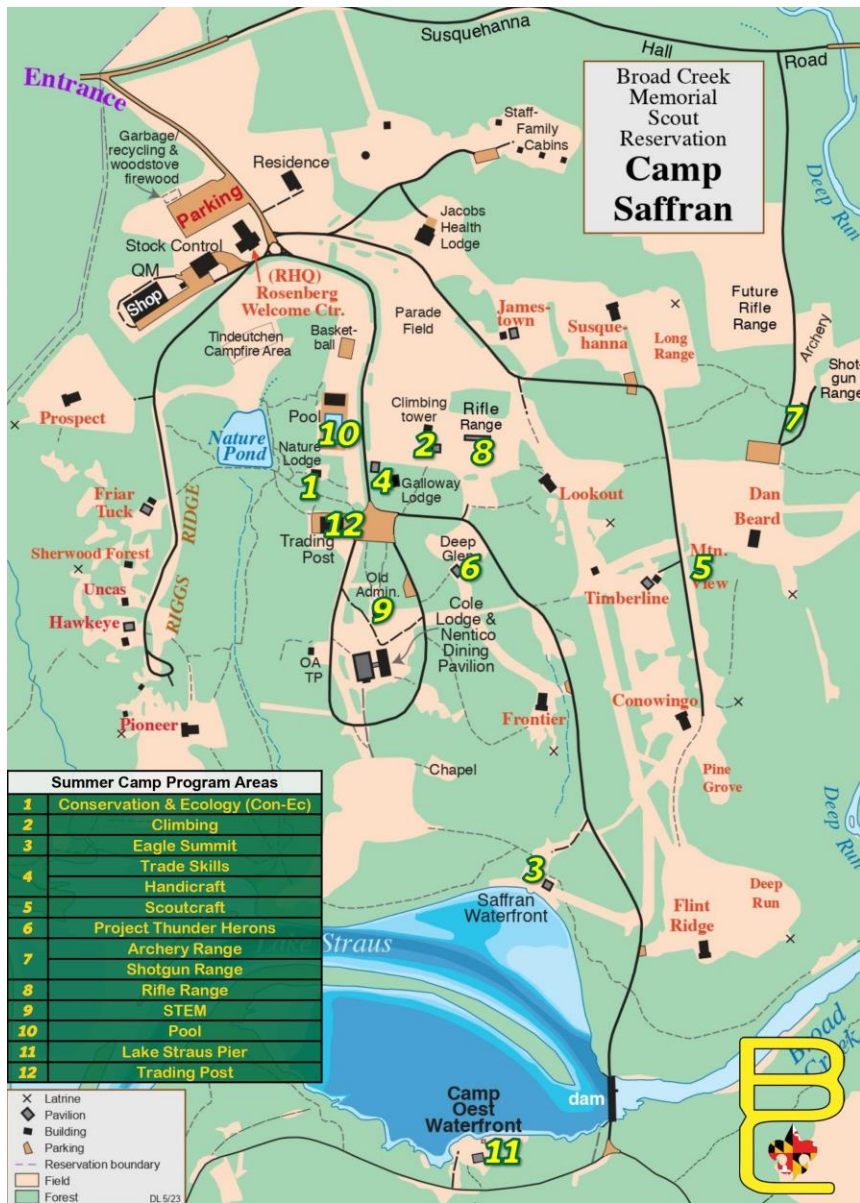 Susquehanna
Hall
Road
Entrance
Broad Creek
Memorial
Scout
Reservation
Camp
Saffran
Deep Run
Garbage/
recycling &
woodstove
firewood
Residence
Staff-
Family
Cabins
Parking
Jacobs
Health
Lodge
Stock Control
QM
Shop
(RHQ)
Rosenberg
Welcome Ctr.
Tindeutchen
Campfire Area
Basket-
ball
Parade
Field
James-
town
Susque-
hanna
Long
Range
Future
Rifle
Range
Archery
Shot-
gun
Range
7
Prospect
Nature
Pond
Pool
10
Climbing
tower
2
Rifle
Range
8
Nature
Lodge
1
4
Galloway
Lodge
Friar
Tuck
Lookout
Dan
Beard
12
Trading
Post
RIGGS RIDGE
Sherwood Forest
Uncas
Hawkeye
Deep
Glen
6
Mtn.
View
5
Timberline
Old
Admin.
9
Cole
Lodge &
Nentico
Dining
Pavilion
OA
TP
Pioneer
Frontier
Conowingo
Pine
Grove
Chapel
Deep Run
3
Saffran
Waterfront
Flint
Ridge
Deep
Run
Lake Straus
Broad
Creek
dam
Camp
Oest
Waterfront
11
Summer Camp Program Areas
1 Conservation & Ecology (Con-Ec)
2 Climbing
3 Eagle Summit
4 Trade Skills
Handicraft
5 Scoutcraft
6 Project Thunder Herons
7 Archery Range
Shotgun Range
8 Rifle Range
9 STEM
10 Pool
11 Lake Straus Pier
12 Trading Post
Latrine
Pavilion
Building
Parking
Reservation boundary
Field
Forest
DL 5/23
BC